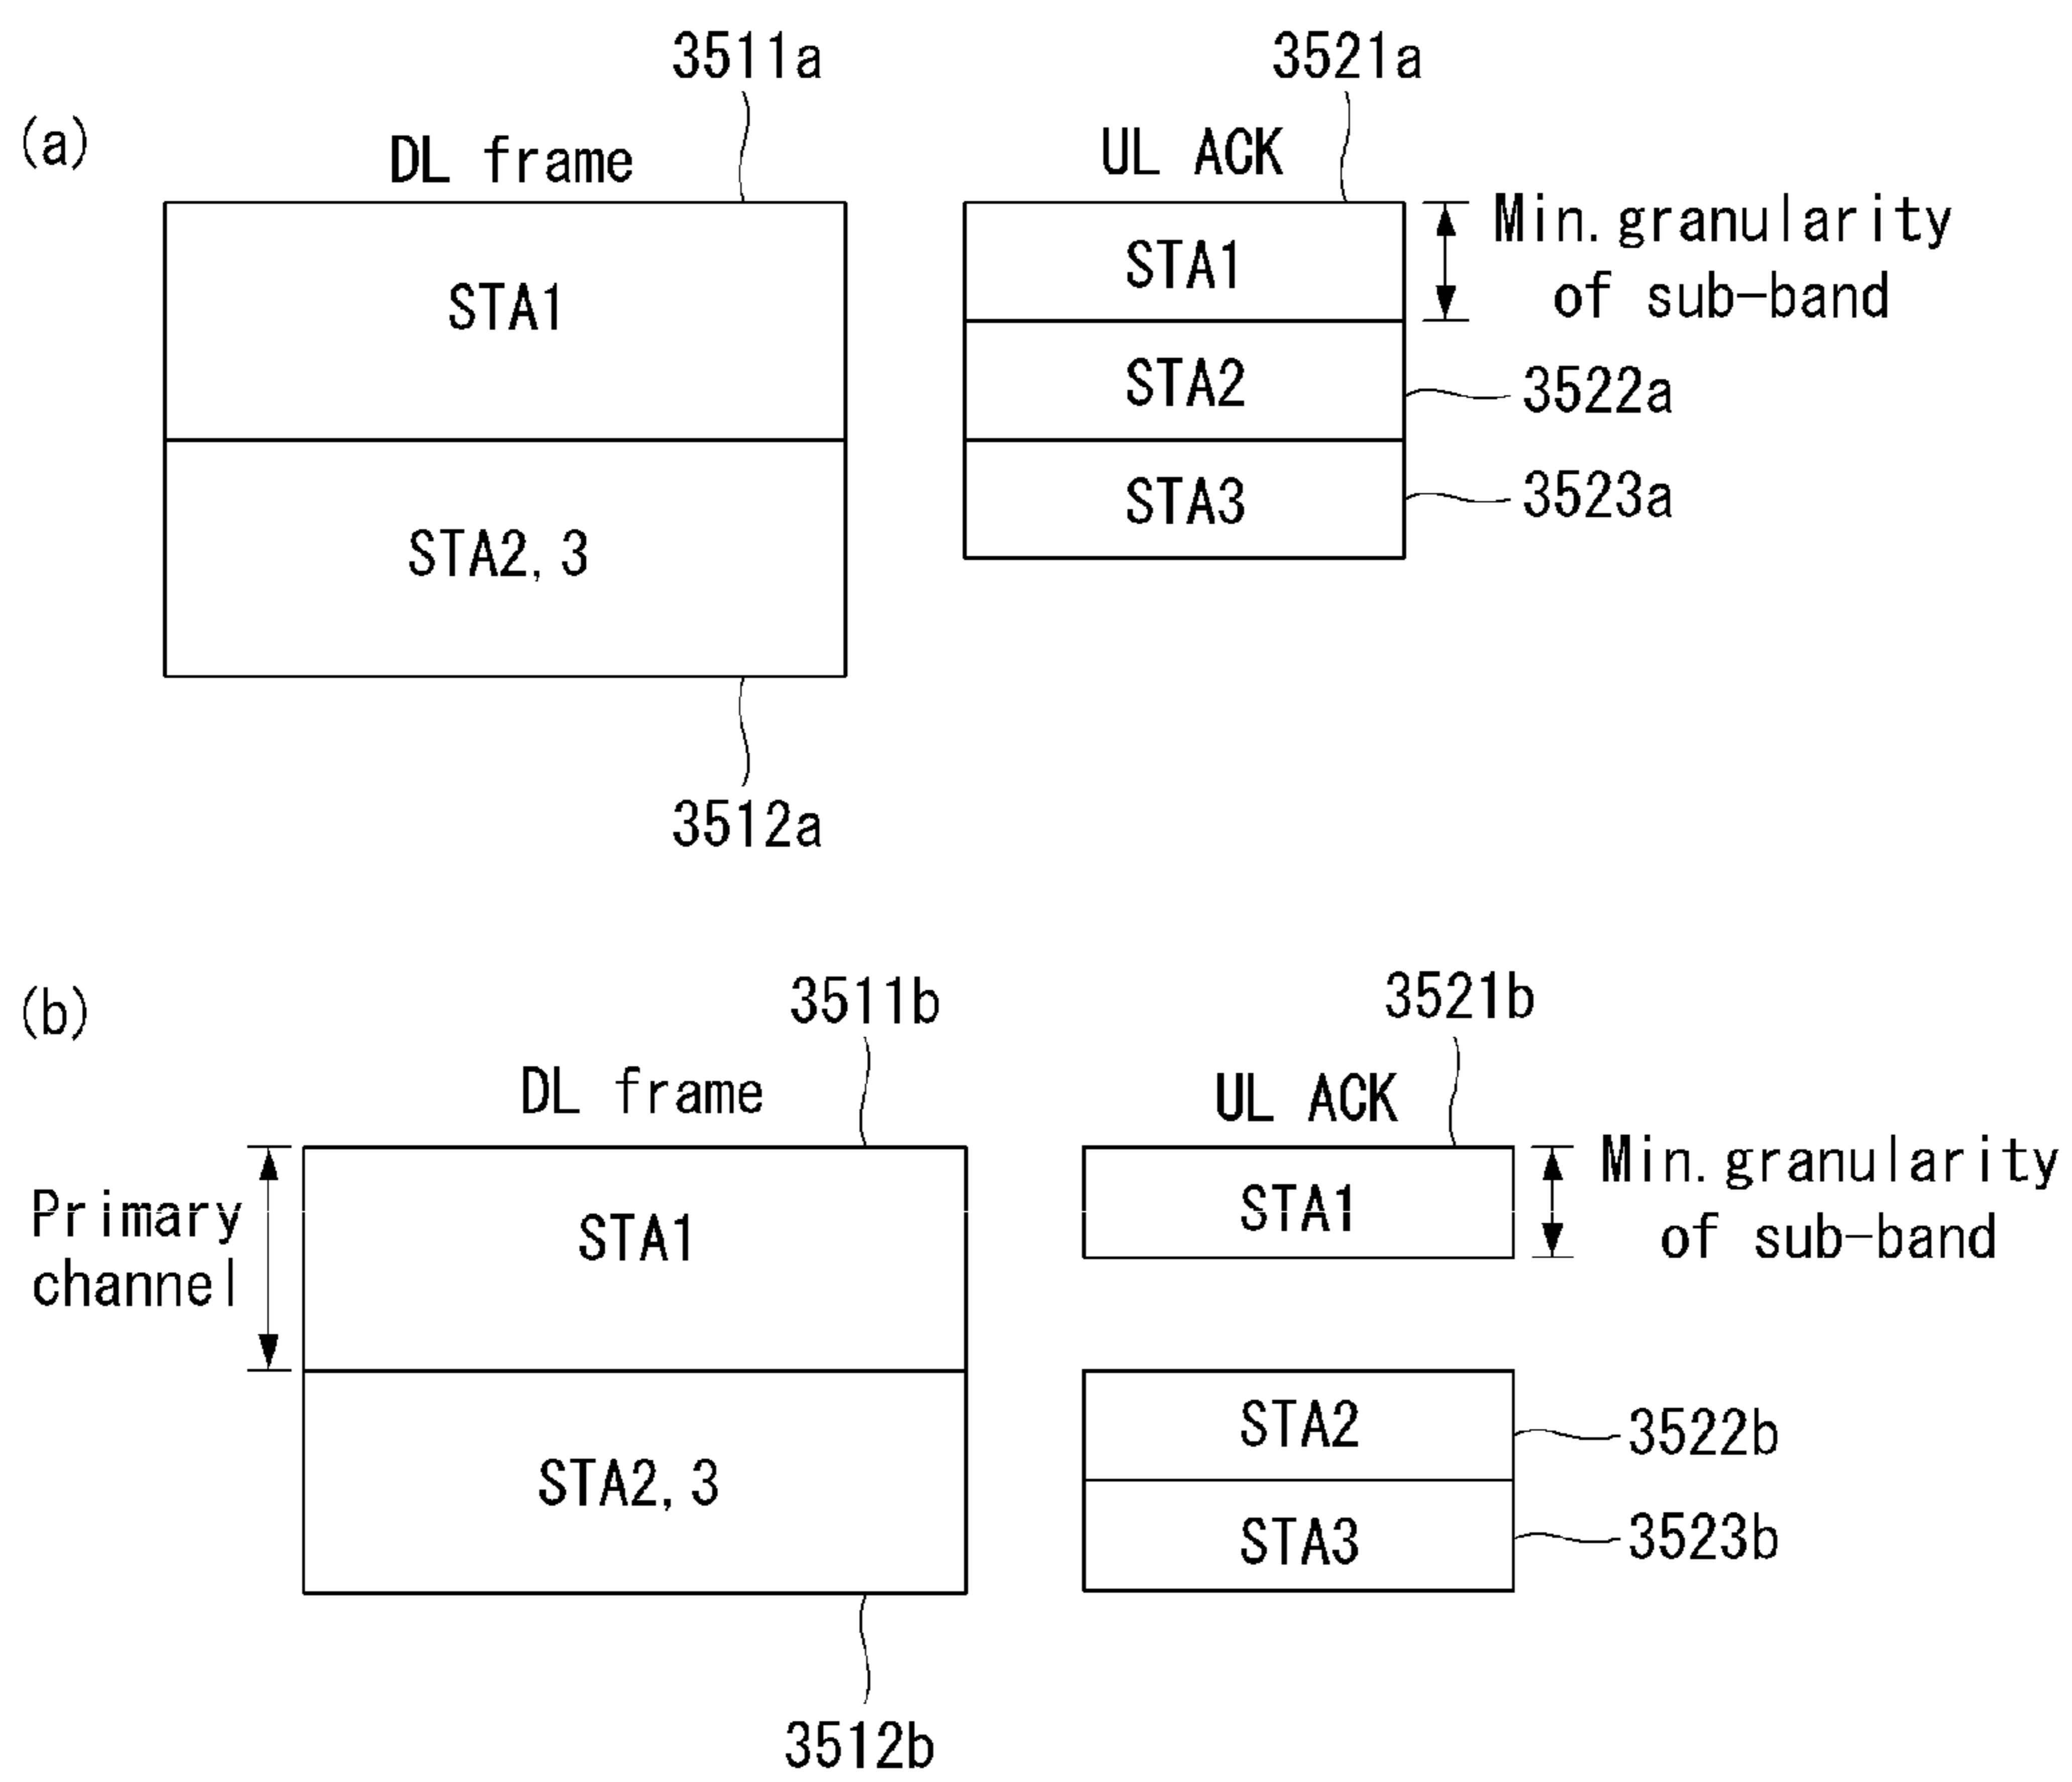 3511a
3521a
(a)
DL frame
UL ACK
STA1
STA1
Min.granularity
of sub-band
STA2
3522a
STA2,3
STA3
3523a
3512a
(b)
3511b
3521b
DL frame
UL ACK
Primary
channel
STA1
STA1
Min.granularity
of sub-band
STA2,3
STA2
3522b
STA3
3523b
3512b